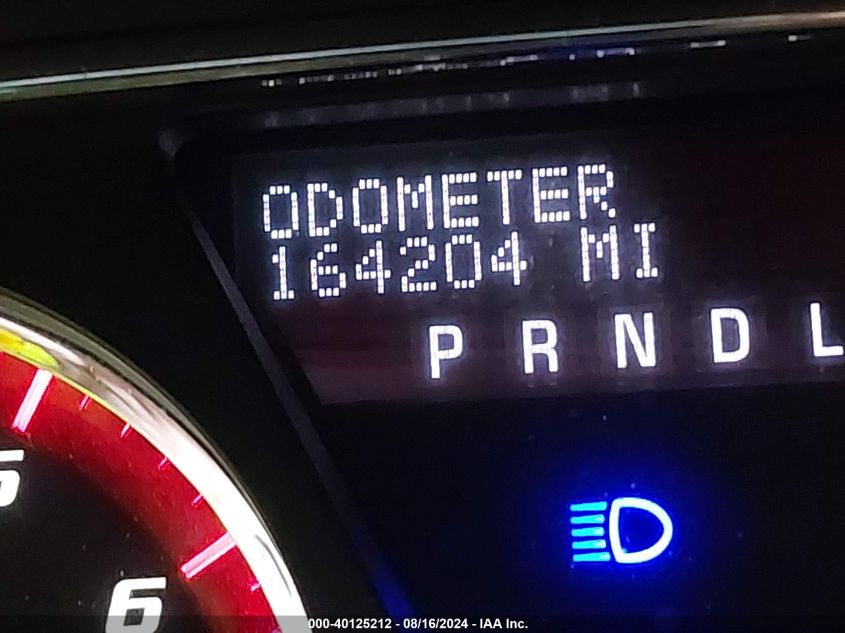 ODOMETER
164204 MI
P R N D L
5
6
000-40125212 - 08/16/2024 - IAA Inc.